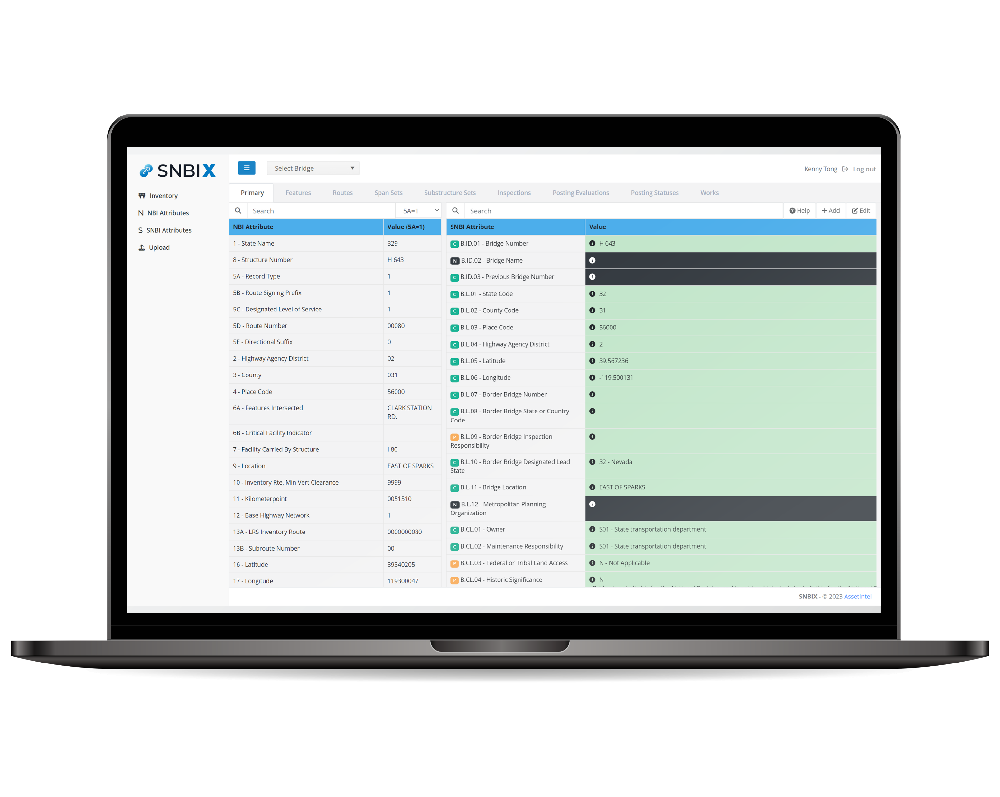 SNBIX
Inventory
N NBI Attributes
S SNBI Attributes
Upload
Select Bridge
Kenny Tong Log out
Primary Features Routes Span Sets Substructure Sets Inspections Posting Evaluations Posting Statuses Works
Search 5A=1
NBI Attribute Value (5A=1)
1 - State Name 329
8 - Structure Number H 643
5A - Record Type 1
5B - Route Signing Prefix 1
5C - Designated Level of Service 1
5D - Route Number 00080
5E - Directional Suffix 0
2 - Highway Agency District 02
3 - County 031
4 - Place Code 56000
6A - Features Intersected CLARK STATION
RD.
6B - Critical Facility Indicator
7 - Facility Carried By Structure I 80
9 - Location EAST OF SPARKS
10 - Inventory Rte, Min Vert Clearance 9999
11 - Kilometerpoint 0051510
12 - Base Highway Network 1
13A - LRS Inventory Route 0000000080
13B - Subroute Number 00
16 - Latitude 39340205
17 - Longitude 119300047
Search Help + Add Edit
SNBI Attribute Value
C B.ID.01 - Bridge Number H 643
N B.ID.02 - Bridge Name
C B.ID.03 - Previous Bridge Number
C B.L.01 - State Code 32
C B.L.02 - County Code 31
C B.L.03 - Place Code 56000
C B.L.04 - Highway Agency District 2
C B.L.05 - Latitude 39.567236
C B.L.06 - Longitude -119.500131
C B.L.07 - Border Bridge Number
C B.L.08 - Border Bridge State or Country
Code
P B.L.09 - Border Bridge Inspection
Responsibility
C B.L.10 - Border Bridge Designated Lead 32 - Nevada
State
C B.L.11 - Bridge Location EAST OF SPARKS
N B.L.12 - Metropolitan Planning
Organization
C B.CL.01 - Owner S01 - State transportation department
C B.CL.02 - Maintenance Responsibility S01 - State transportation department
P B.CL.03 - Federal or Tribal Land Access N - Not Applicable
P B.CL.04 - Historic Significance N
SNBIX - © 2023 AssetIntel